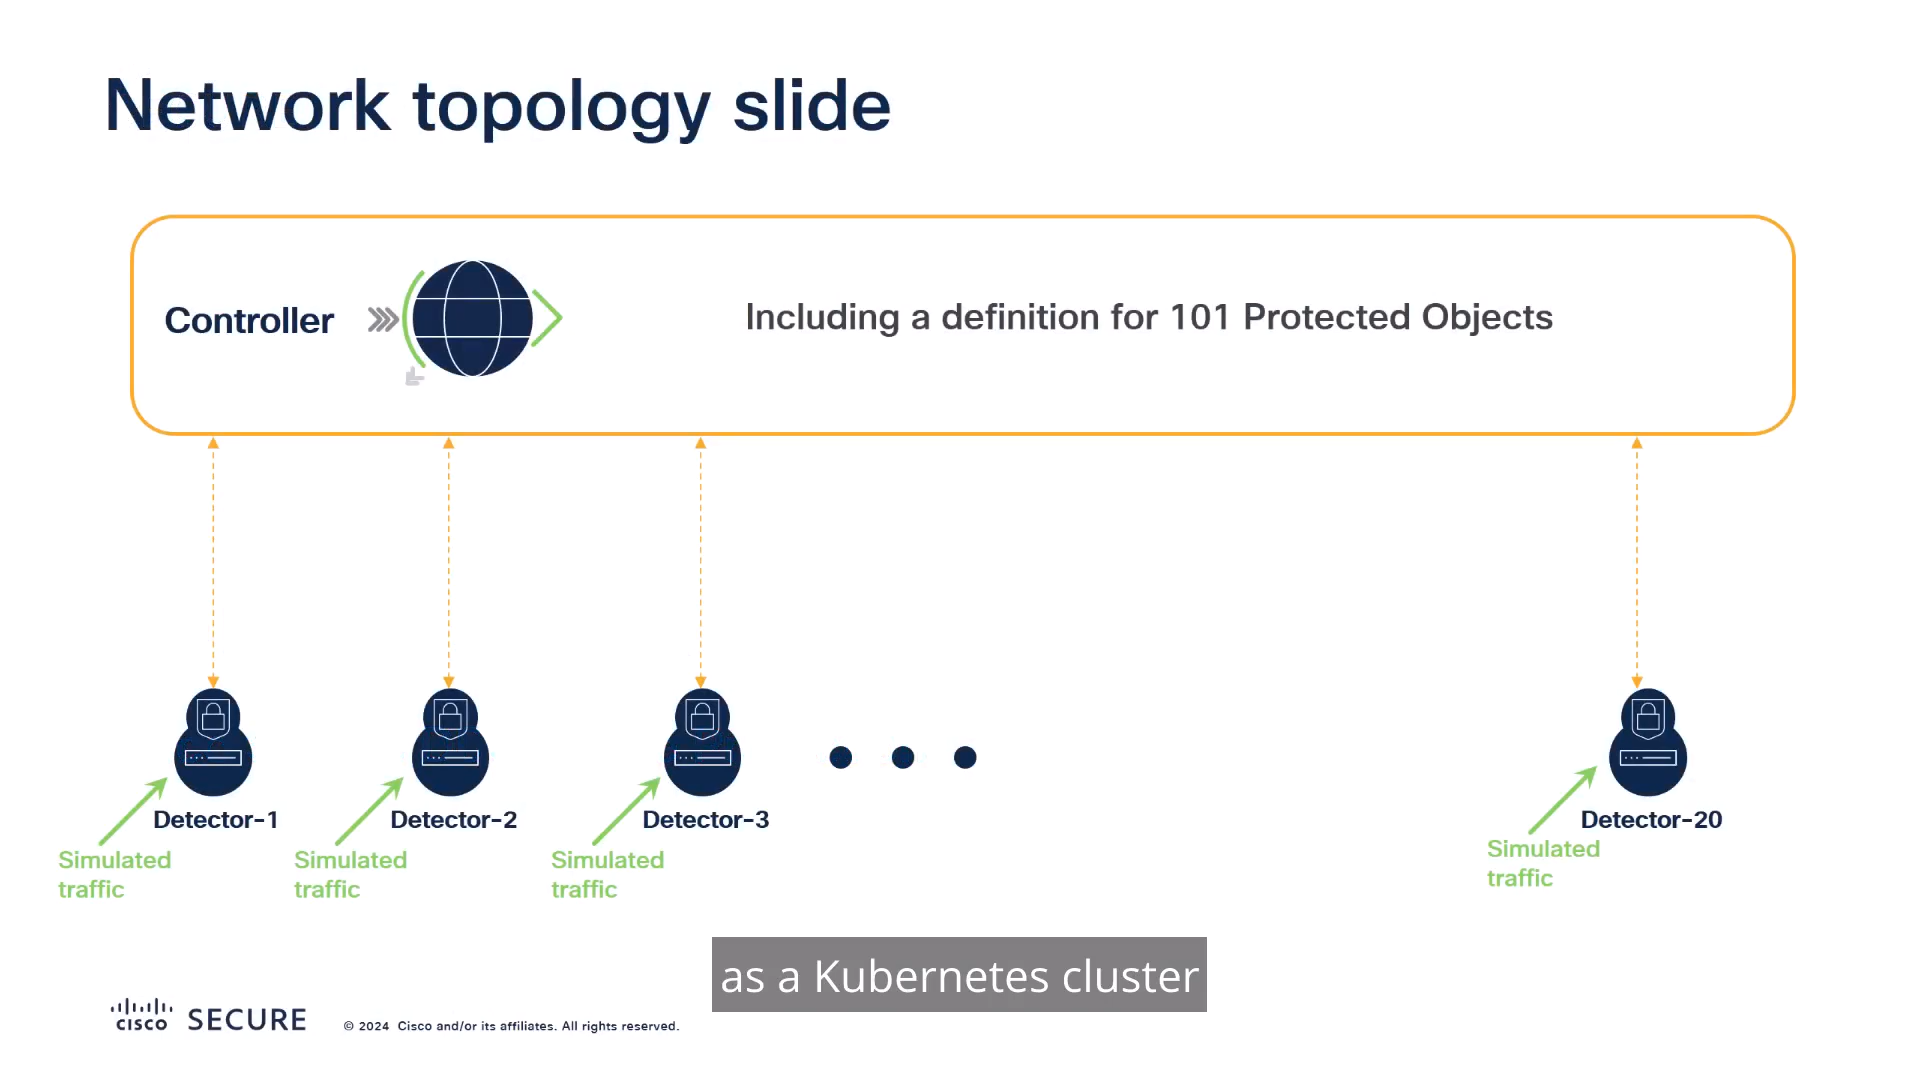 Network topology slide
Controller
Including a definition for 101 Protected Objects
Detector-1
Detector-2
Detector-3
Detector-20
Simulated
traffic
Simulated
traffic
Simulated
traffic
Simulated
traffic
as a Kubernetes cluster
cisco SECURE
© 2024 Cisco and/or its affiliates. All rights reserved.